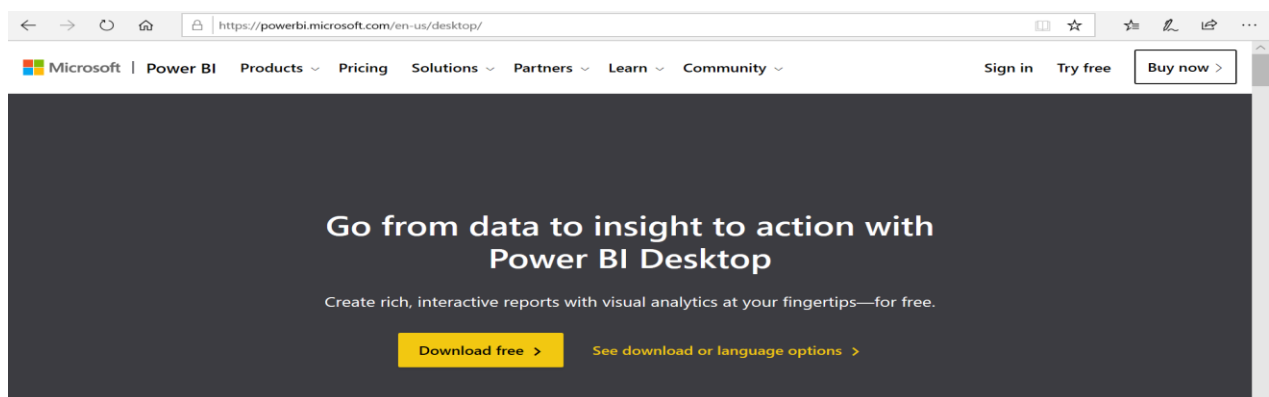 https://powerbi.microsoft.com/en-us/desktop/
Microsoft | Power BI Products Pricing Solutions Partners Learn Community Sign in Try free Buy now >
Go from data to insight to action with
Power BI Desktop
Create rich, interactive reports with visual analytics at your fingertips—for free.
Download free > See download or language options >